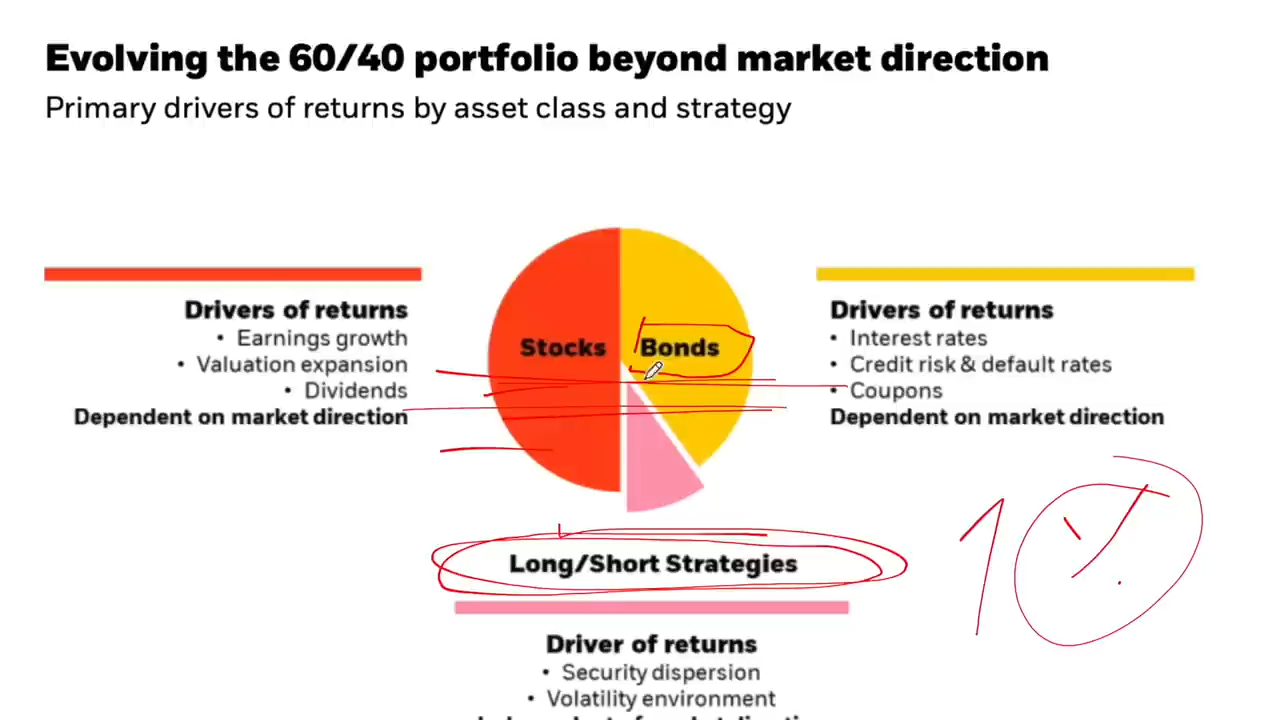 Evolving the 60/40 portfolio beyond market direction
Primary drivers of returns by asset class and strategy
Drivers of returns
• Earnings growth
• Valuation expansion
• Dividends
Dependent on market direction
Stocks
Bonds
Drivers of returns
• Interest rates
• Credit risk & default rates
• Coupons
Dependent on market direction
Long/Short Strategies
Driver of returns
• Security dispersion
• Volatility environment